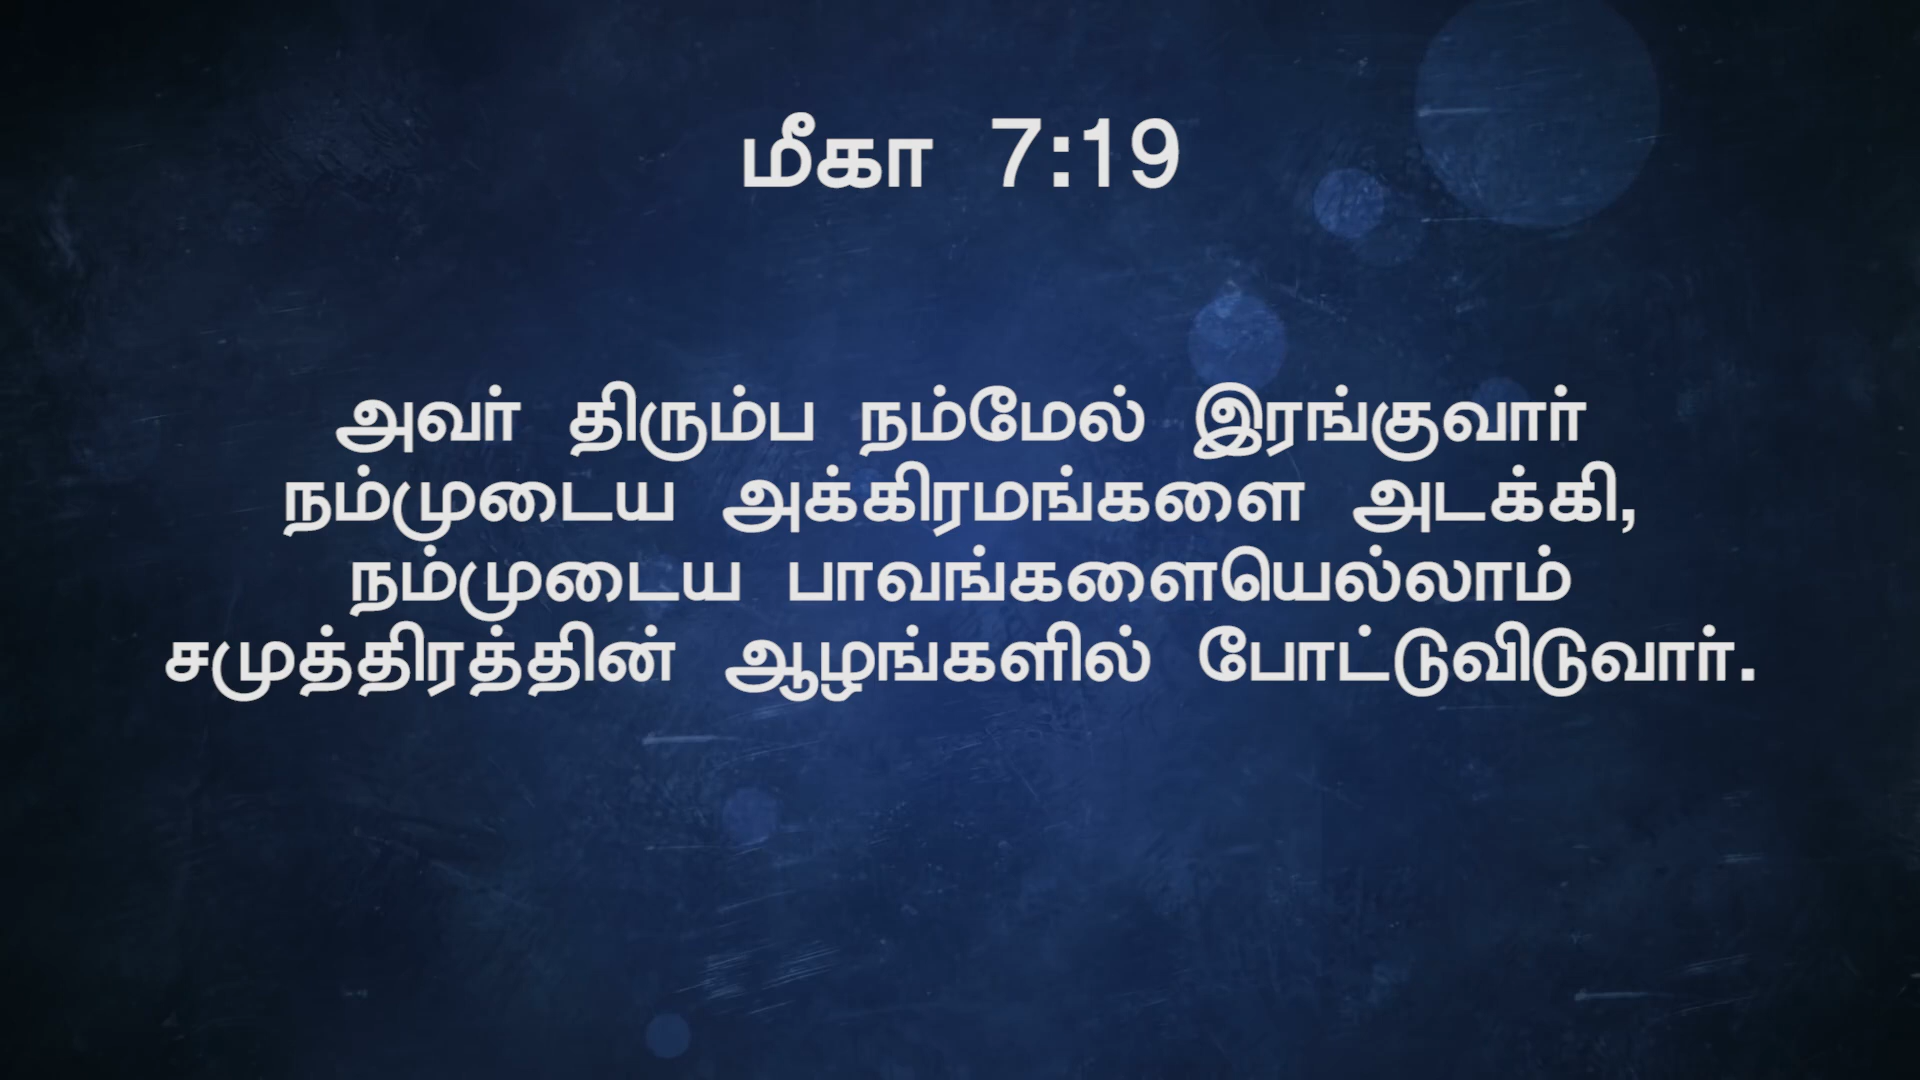 மீகா 7:19
அவர் திரும்ப நம்மேல் இரங்குவார்
நம்முடைய அக்கிரமங்களை அடக்கி,
நம்முடைய பாவங்களையெல்லாம்
சமுத்திரத்தின் ஆழங்களில் போட்டுவிடுவார்.